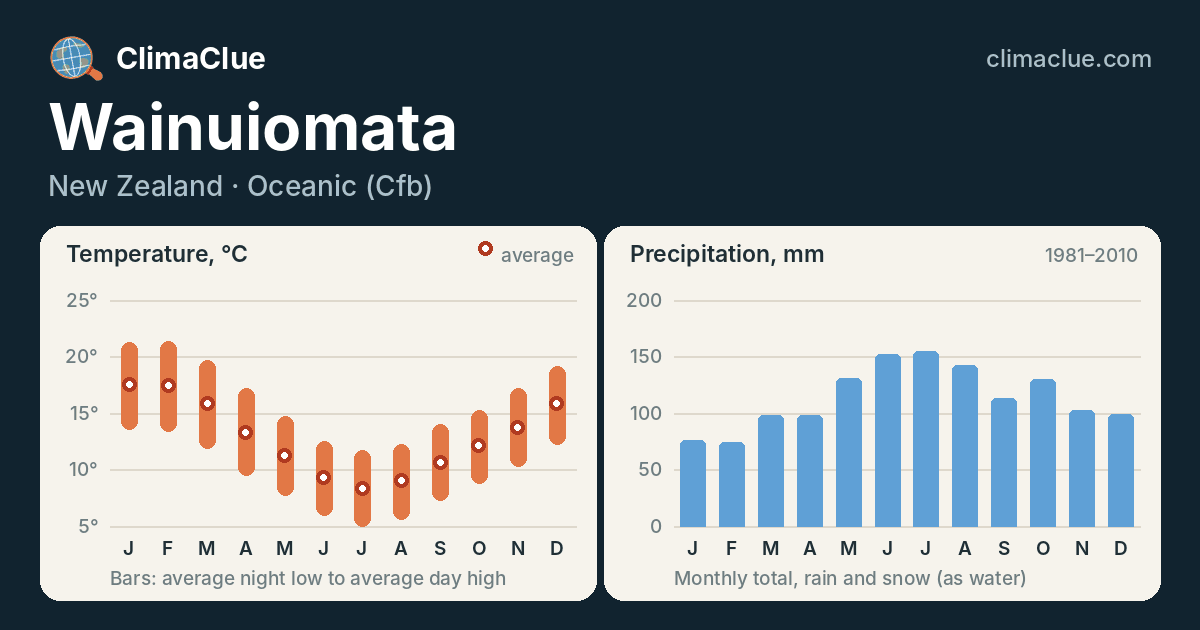 ClimaClue
climaclue.com
Wainuiomata
New Zealand · Oceanic (Cfb)
Temperature, °C
average
25°
20°
15°
10°
5°
J F M A M J J A S O N D
Bars: average night low to average day high
Precipitation, mm
1981–2010
200
150
100
50
0
J F M A M J J A S O N D
Monthly total, rain and snow (as water)